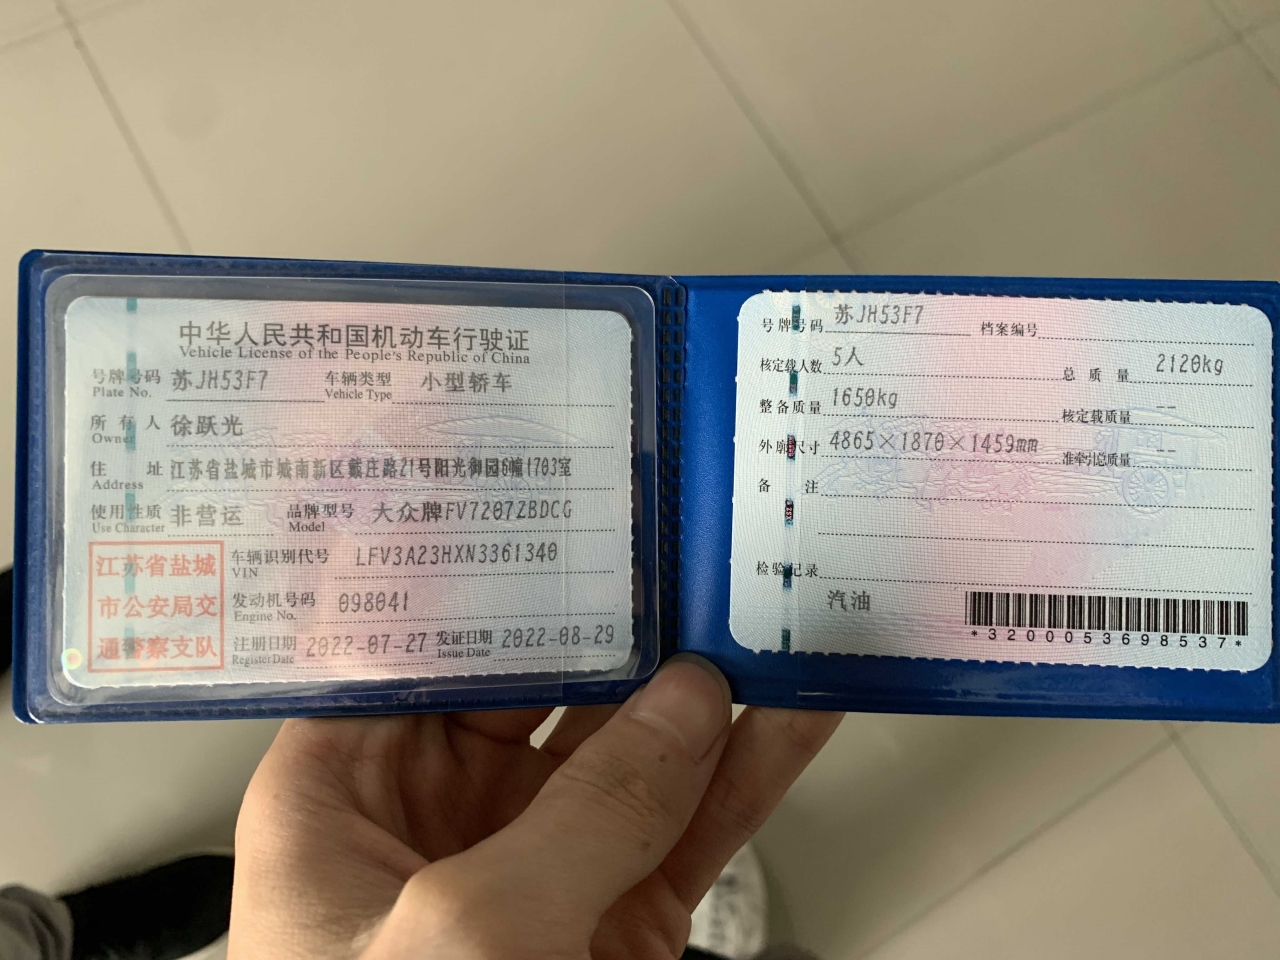 中华人民共和国机动车行驶证
Vehicle License of the People's Republic of China
号牌号码 苏JH53F7 车辆类型 小型轿车
Plate No. Vehicle Type
所有人 徐跃光
Owner
住址 江苏省盐城市城南新区戴庄路21号阳光御园6幢1703室
Address
使用性质 非营运 品牌型号 大众牌FV7207ZBDCG
Use Character Model
江苏省盐城
市公安局交
通警察支队
车辆识别代号 LFV3A23HXN3361340
VIN
发动机号码 098041
Engine No.
注册日期 2022-07-27 发证日期 2022-08-29
Register Date Issue Date
号牌号码 苏JH53F7 档案编号
核定载人数 5人 总质量 2120kg
整备质量 1650kg 核定载质量 --
外廓尺寸 4865×1870×1459mm 准牵引总质量 --
备注
检验记录
汽油
*3200053698537*